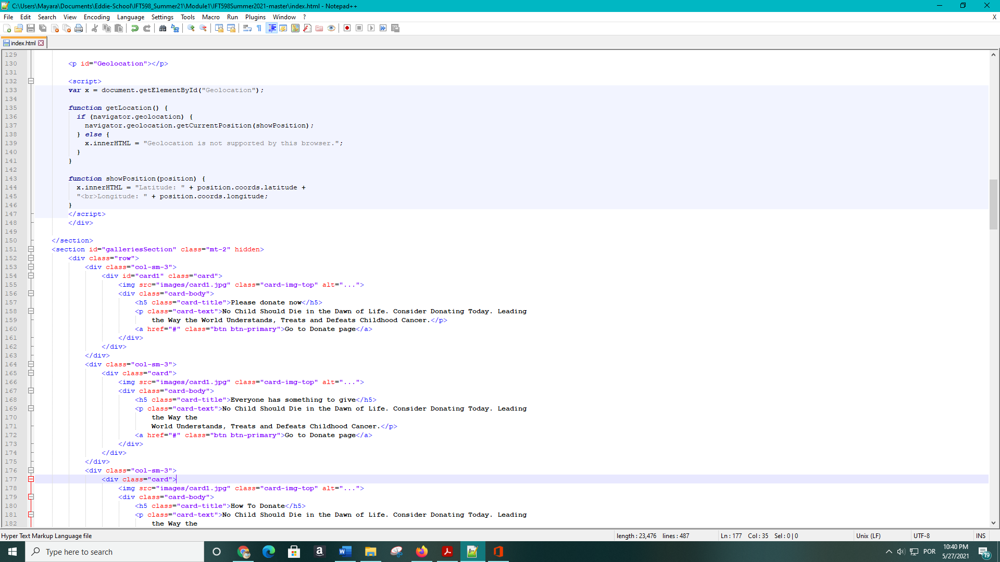 C:\Users\Mayara\Documents\Eddie-School\IFT598_Summer21\Module1\IFT598Summer2021-master\index.html - Notepad++
File Edit Search View Encoding Language Settings Tools Macro Run Plugins Window ? X
index.html
129
130 <p id="Geolocation"></p>
131
132 <script>
133 var x = document.getElementById("Geolocation");
134
135 function getLocation() {
136 if (navigator.geolocation) {
137 navigator.geolocation.getCurrentPosition(showPosition);
138 } else {
139 x.innerHTML = "Geolocation is not supported by this browser.";
140 }
141 }
142
143 function showPosition(position) {
144 x.innerHTML = "Latitude: " + position.coords.latitude +
145 "<br>Longitude: " + position.coords.longitude;
146 }
147 </script>
148 </div>
149
150 </section>
151 <section id="galleriesSection" class="mt-2" hidden>
152 <div class="row">
153 <div class="col-sm-3">
154 <div id="card1" class="card">
155 <img src="images/card1.jpg" class="card-img-top" alt="...">
156 <div class="card-body">
157 <h5 class="card-title">Please donate now</h5>
158 <p class="card-text">No Child Should Die in the Dawn of Life. Consider Donating Today. Leading
159 the Way the World Understands, Treats and Defeats Childhood Cancer.</p>
160 <a href="#" class="btn btn-primary">Go to Donate page</a>
161 </div>
162 </div>
163 </div>
164 <div class="col-sm-3">
165 <div class="card">
166 <img src="images/card1.jpg" class="card-img-top" alt="...">
167 <div class="card-body">
168 <h5 class="card-title">Everyone has something to give</h5>
169 <p class="card-text">No Child Should Die in the Dawn of Life. Consider Donating Today. Leading
170 the Way the
171 World Understands, Treats and Defeats Childhood Cancer.</p>
172 <a href="#" class="btn btn-primary">Go to Donate page</a>
173 </div>
174 </div>
175 </div>
176 <div class="col-sm-3">
177 <div class="card">
178 <img src="images/card1.jpg" class="card-img-top" alt="...">
179 <div class="card-body">
180 <h5 class="card-title">How To Donate</h5>
181 <p class="card-text">No Child Should Die in the Dawn of Life. Consider Donating Today. Leading
182 the Way the
Hyper Text Markup Language file length : 23,476 lines : 487 Ln : 177 Col : 35 Sel : 0 | 0 Unix (LF) UTF-8 INS
Type here to search POR 10:40 PM 19
5/27/2021